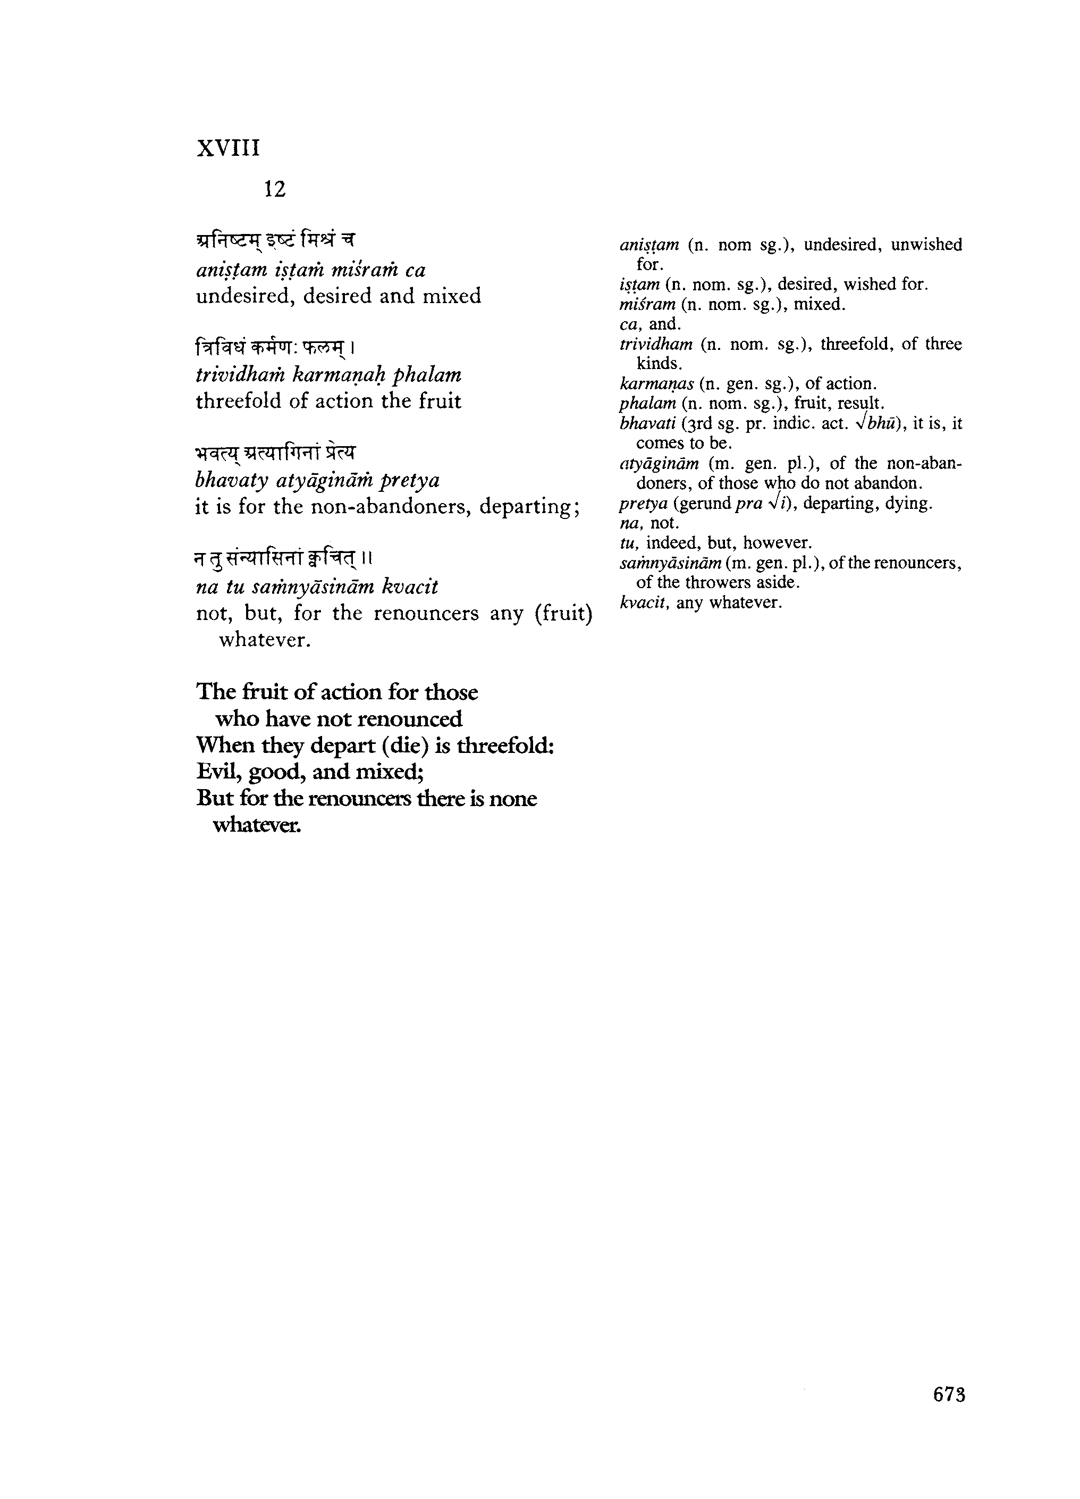 XVIII
12
अनिष्टम् इष्टं मिश्रं च
aniṣṭam iṣṭaṁ miśraṁ ca
undesired, desired and mixed
त्रिविधं कर्मणः फलम् ।
trividhaṁ karmaṇaḥ phalam
threefold of action the fruit
भवत्य् अत्यागिनां प्रेत्य
bhavaty atyāgināṁ pretya
it is for the non-abandoners, departing;
न तु संन्यासिनां क्वचित् ॥
na tu saṁnyāsinām kvacit
not, but, for the renouncers any (fruit)
whatever.
The fruit of action for those
who have not renounced
When they depart (die) is threefold:
Evil, good, and mixed;
But for the renouncers there is none
whatever.
aniṣṭam (n. nom sg.), undesired, unwished
for.
iṣṭam (n. nom. sg.), desired, wished for.
miśram (n. nom. sg.), mixed.
ca, and.
trividham (n. nom. sg.), threefold, of three
kinds.
karmaṇas (n. gen. sg.), of action.
phalam (n. nom. sg.), fruit, result.
bhavati (3rd sg. pr. indic. act. √bhū), it is, it
comes to be.
atyāginām (m. gen. pl.), of the non-aban-
doners, of those who do not abandon.
pretya (gerund pra √i), departing, dying.
na, not.
tu, indeed, but, however.
saṁnyāsinām (m. gen. pl.), of the renouncers,
of the throwers aside.
kvacit, any whatever.
673